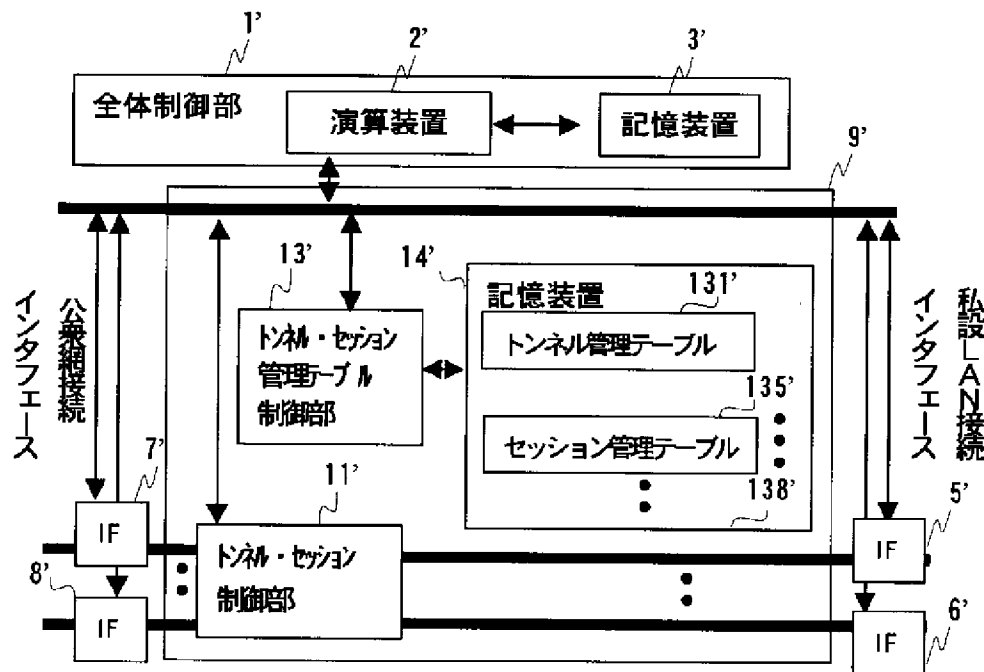 1'
2'
3'
全体制御部
演算装置
記憶装置
9'
13'
14'
131'
記憶装置
トンネル・セッション
管理テーブル
制御部
トンネル管理テーブル
135'
セッション管理テーブル
138'
公衆網接続
インタフェース
私設LAN接続
インタフェース
7'
11'
5'
IF
トンネル・セッション
制御部
IF
8'
IF
6'
IF